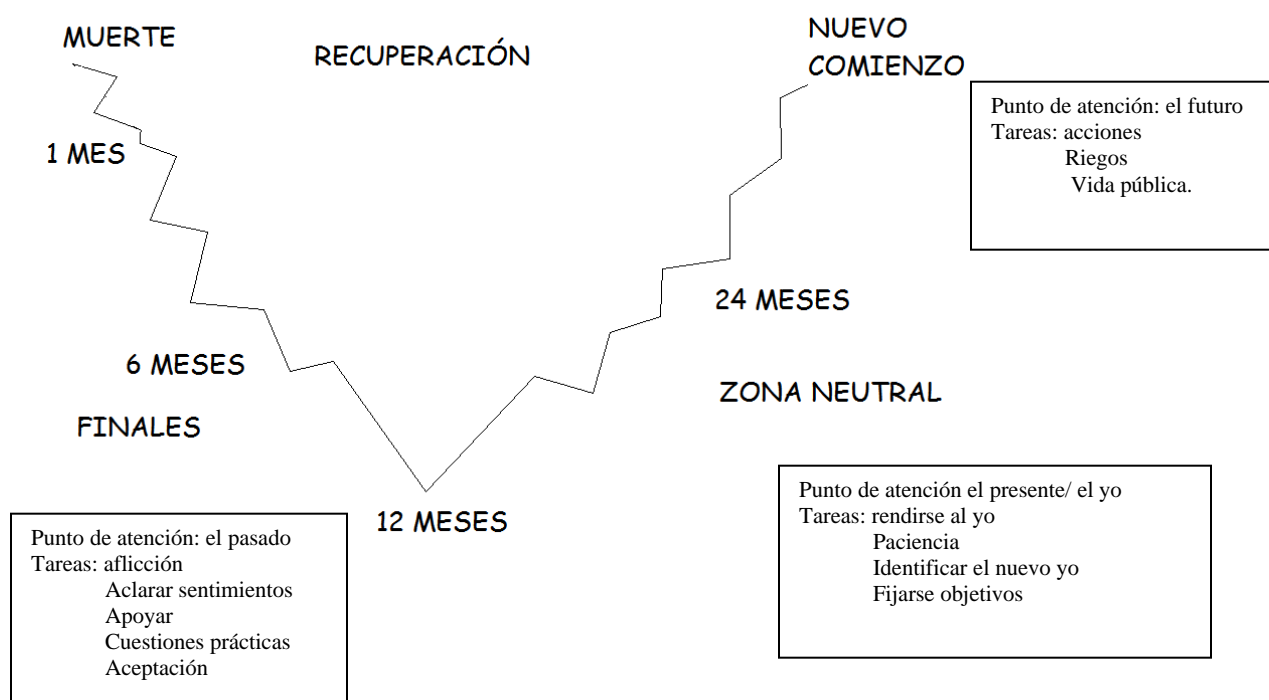 MUERTE
RECUPERACIÓN
NUEVO
COMIENZO
Punto de atención: el futuro
Tareas: acciones
Riegos
Vida pública.
1 MES
24 MESES
6 MESES
ZONA NEUTRAL
FINALES
12 MESES
Punto de atención: el pasado
Tareas: aflicción
Aclarar sentimientos
Apoyar
Cuestiones prácticas
Aceptación
Punto de atención el presente/ el yo
Tareas: rendirse al yo
Paciencia
Identificar el nuevo yo
Fijarse objetivos